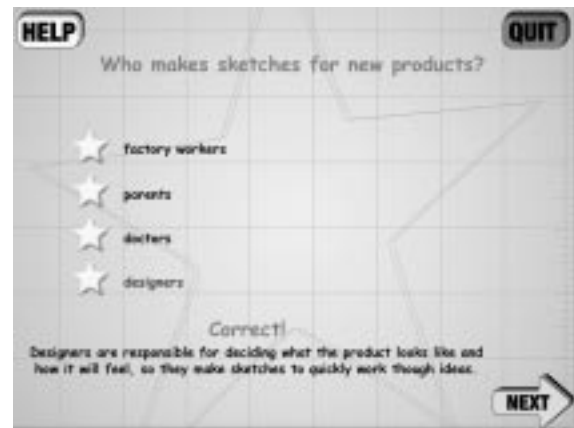 HELP
QUIT
Who makes sketches for new products?
factory workers
parents
doctors
designers
Correct!
Designers are responsible for deciding what the product looks like and
how it will feel, so they make sketches to quickly work though ideas.
NEXT